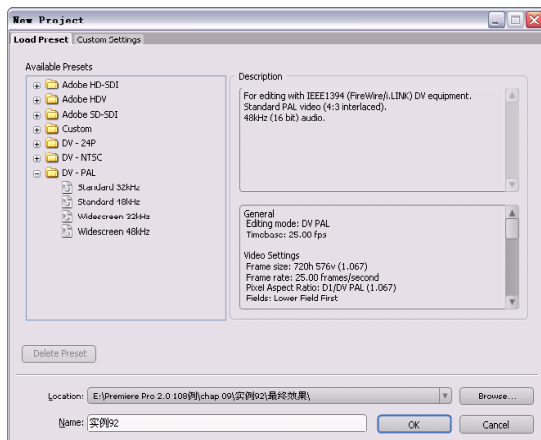 New Project
Load Preset
Custom Settings
Available Presets
Adobe HD-SDI
Adobe HDV
Adobe SD-SDI
Custom
DV - 24P
DV - NTSC
DV - PAL
Standard 32kHz
Standard 48kHz
Widescreen 32kHz
Widescreen 48kHz
Description
For editing with IEEE1394 (FireWire/i.LINK) DV equipment.
Standard PAL video (4:3 interlaced).
48kHz (16 bit) audio.
General
Editing mode: DV PAL
Timebase: 25.00 fps
Video Settings
Frame size: 720h 576v (1.067)
Frame rate: 25.00 frames/second
Pixel Aspect Ratio: D1/DV PAL (1.067)
Fields: Lower Field First
Delete Preset
Location: E:\Premiere Pro 2.0 108例\chap 09\实例92\最终效果\
Browse...
Name: 实例92
OK
Cancel